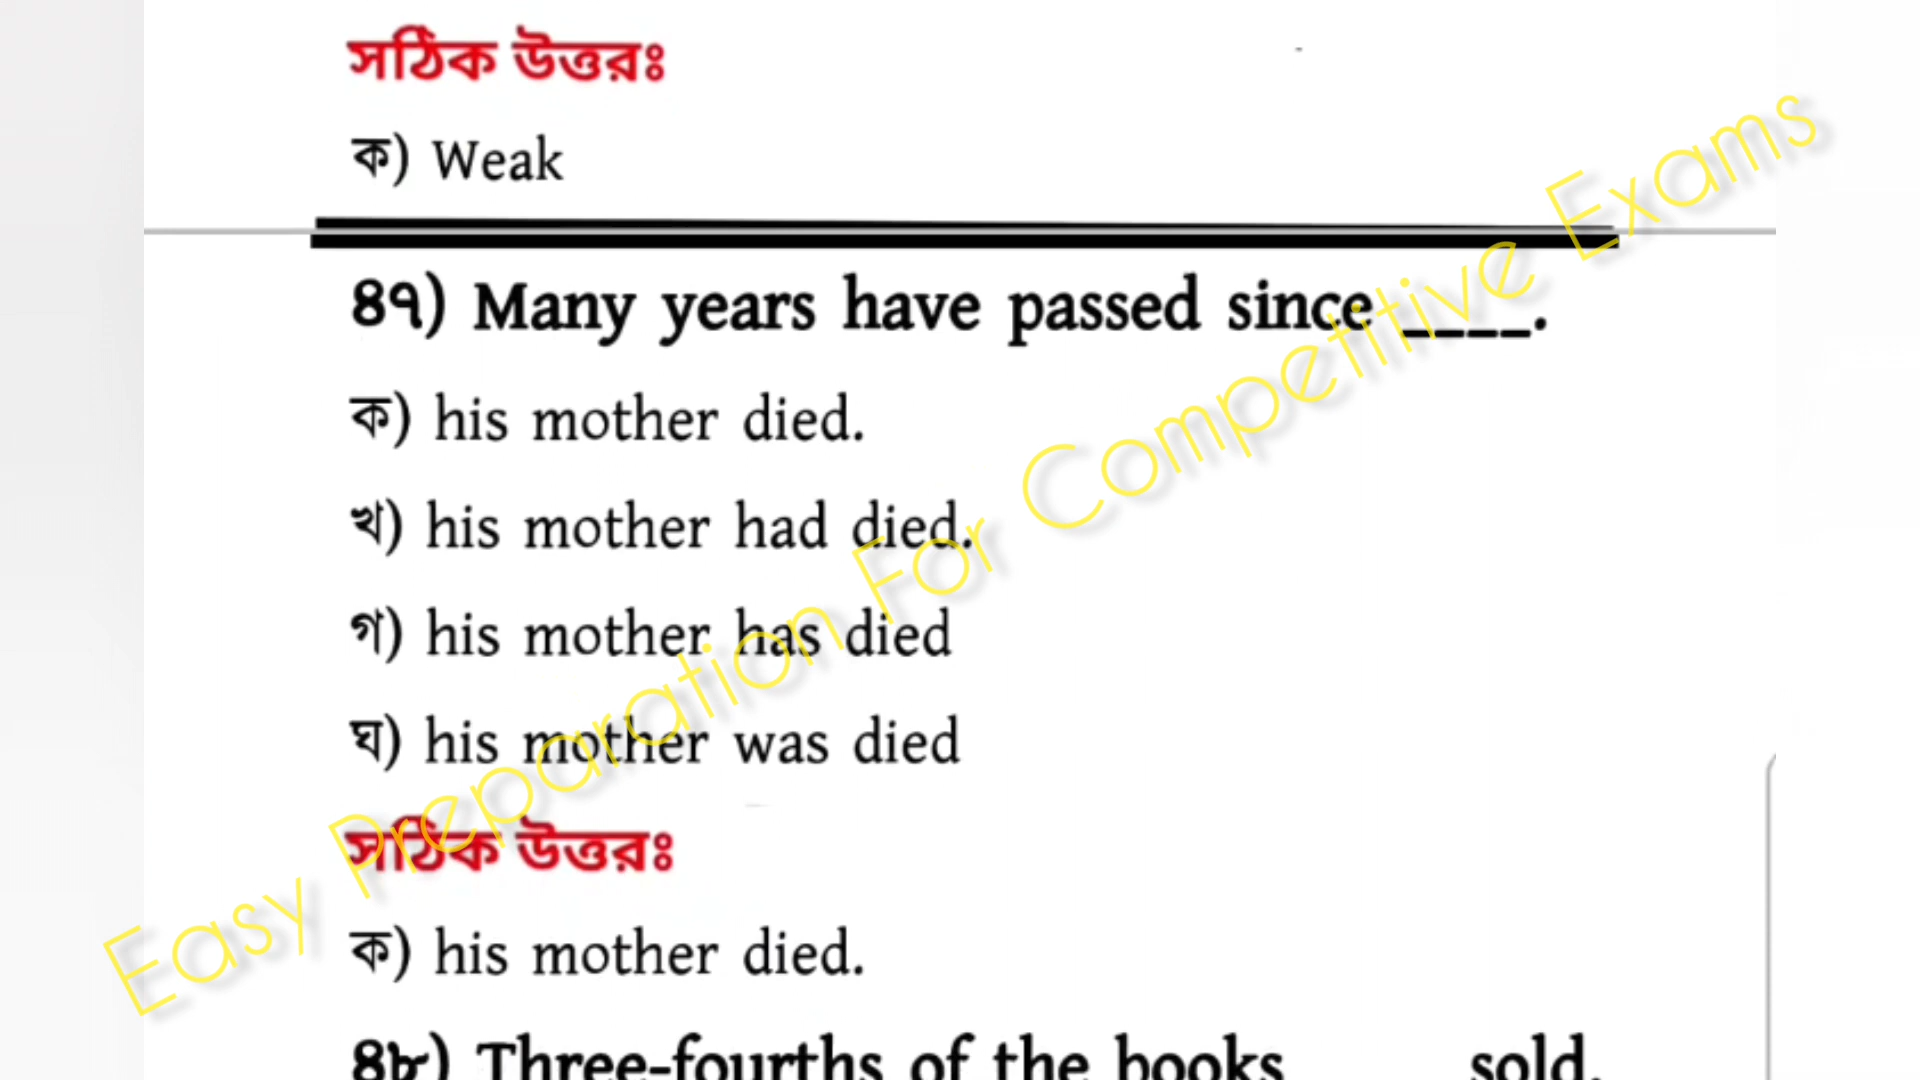 সঠিক উত্তরঃ
ক) Weak
৪৭) Many years have passed since ____.
ক) his mother died.
খ) his mother had died.
গ) his mother has died
ঘ) his mother was died
সঠিক উত্তরঃ
ক) his mother died.
৪৮) Three-fourths of the books ____ sold.
Easy Preparation For Competitive Exams